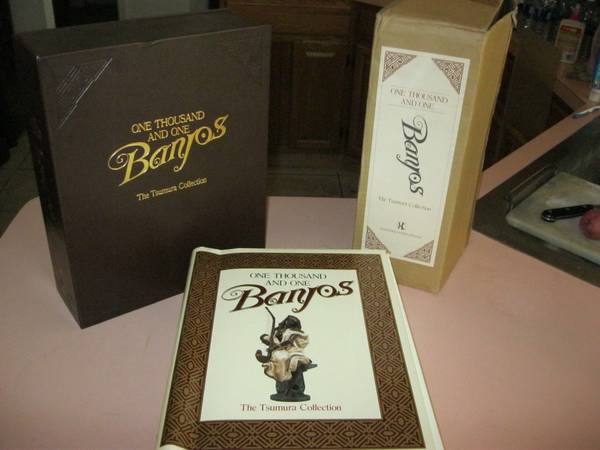 ONE THOUSAND
AND ONE
Banjos
The Tsumura Collection
ONE THOUSAND
AND ONE
Banjos
The Tsumura Collection
ONE THOUSAND
AND ONE
Banjos
The Tsumura Collection